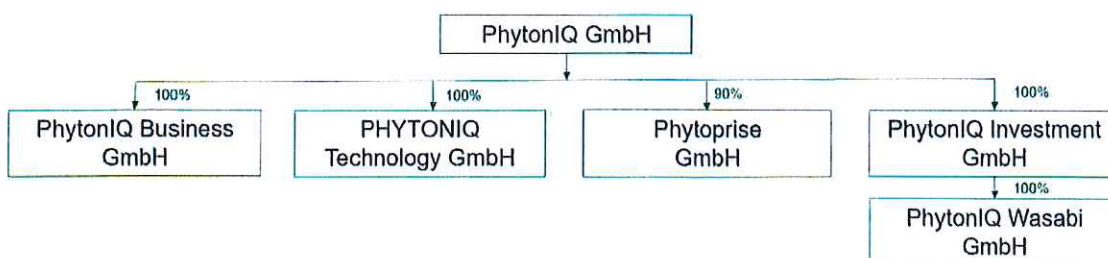 PhytonIQ GmbH
100%
100%
90%
100%
PhytonIQ Business
GmbH
PHYTONIQ
Technology GmbH
Phytoprise
GmbH
PhytonIQ Investment
GmbH
100%
PhytonIQ Wasabi
GmbH